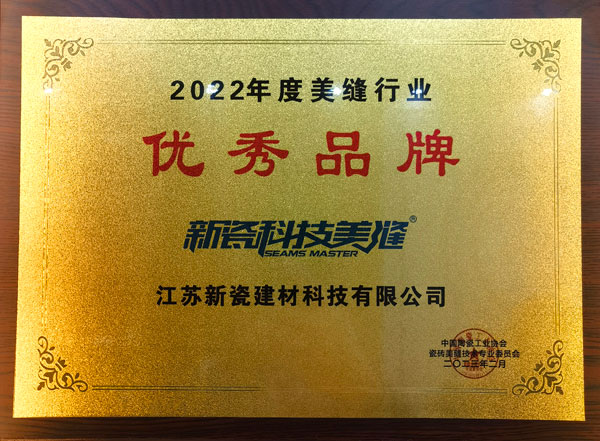 2022年度美缝行业
优秀品牌
新瓷科技美缝®
SEAMS MASTER
江苏新瓷建材科技有限公司
中国陶瓷工业协会
瓷砖美缝技术专业委员会
二〇二三年二月